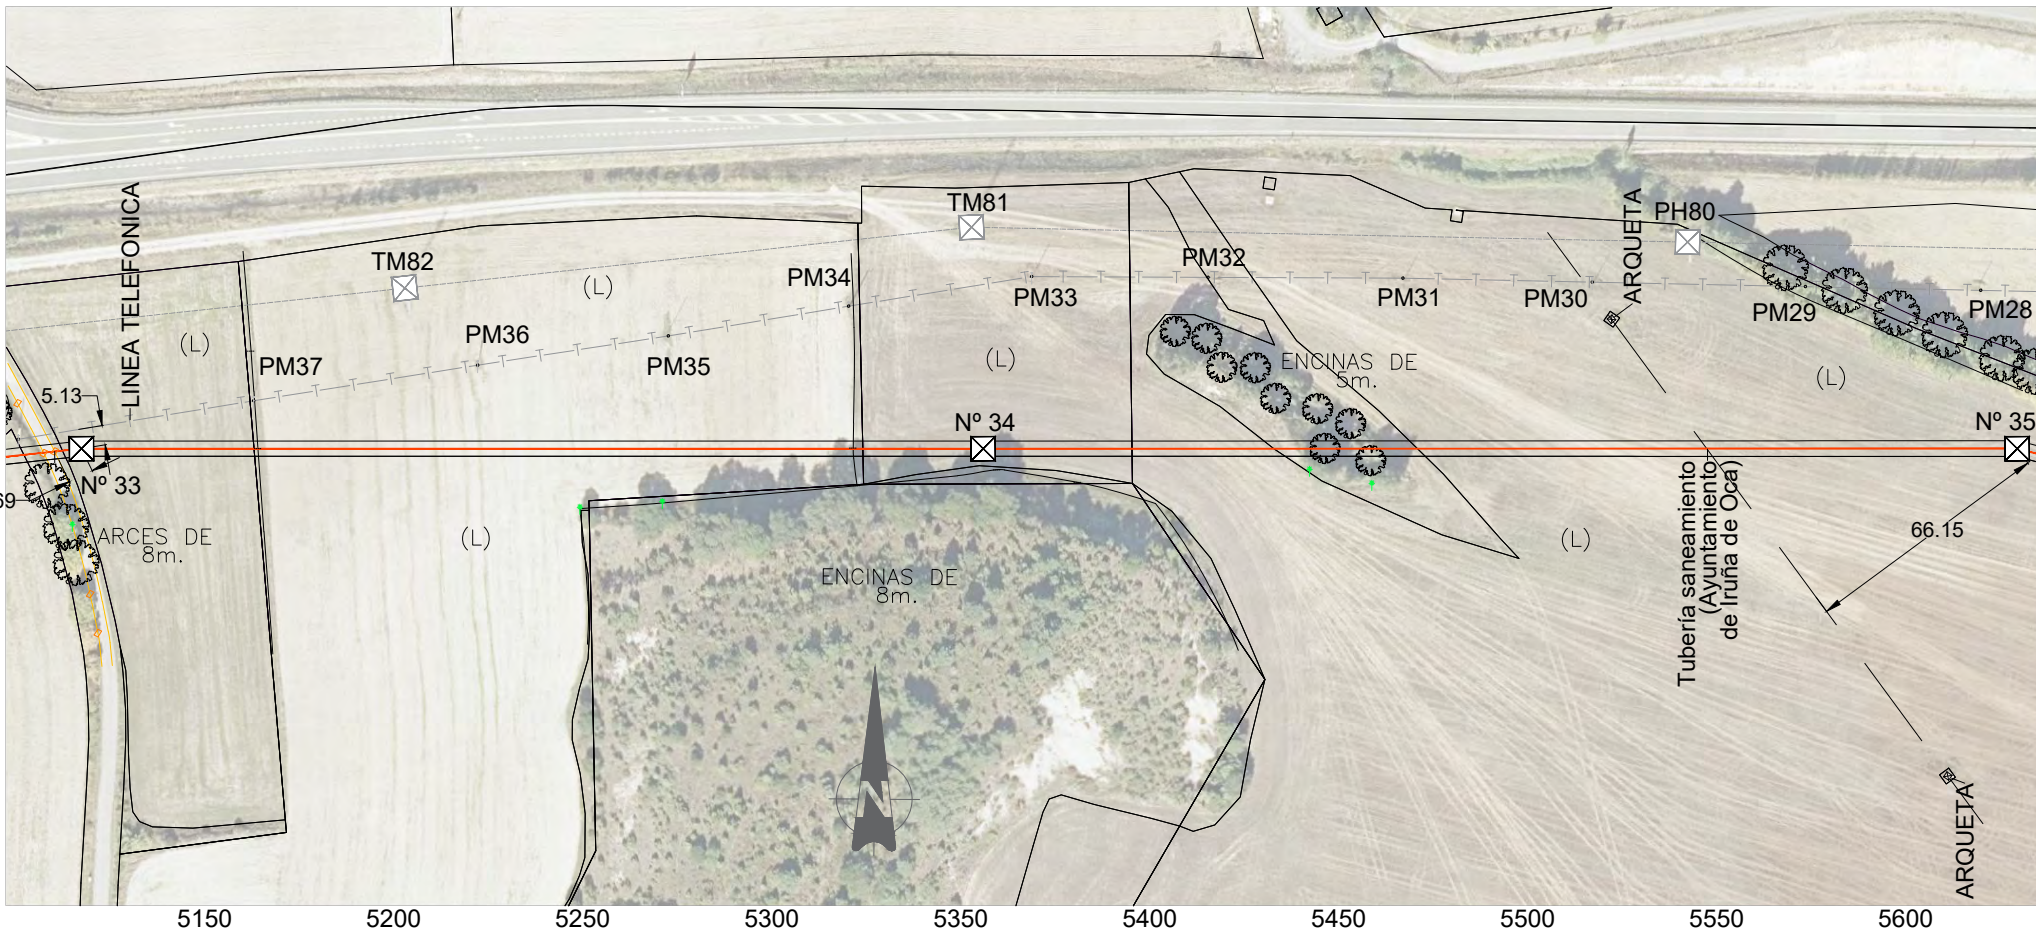 LINEA TELEFONICA
TM82
TM81
PH80
ARQUETA
(L)
PM34
PM33
PM32
PM31
PM30
PM29
PM28
(L)
PM37
PM36
PM35
(L)
ENCINAS DE
5m.
(L)
5.13
Nº 33
Nº 34
Nº 35
69
ARCES DE
8m.
(L)
ENCINAS DE
8m.
(L)
Tubería saneamiento
(Ayuntamiento
de Iruña de Oca)
66.15
N
ARQUETA
5150
5200
5250
5300
5350
5400
5450
5500
5550
5600